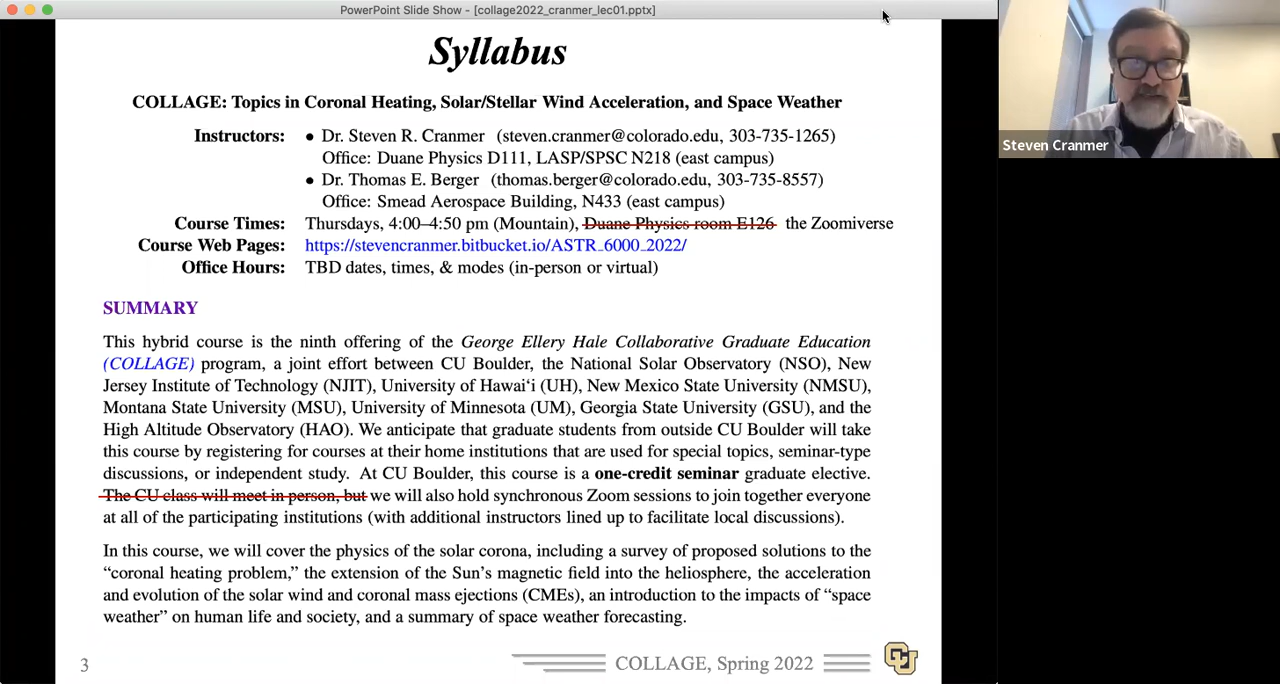 PowerPoint Slide Show - [collage2022_cranmer_lec01.pptx]
Syllabus
COLLAGE: Topics in Coronal Heating, Solar/Stellar Wind Acceleration, and Space Weather
Instructors: • Dr. Steven R. Cranmer (steven.cranmer@colorado.edu, 303-735-1265)
Office: Duane Physics D111, LASP/SPSC N218 (east campus)
• Dr. Thomas E. Berger (thomas.berger@colorado.edu, 303-735-8557)
Office: Smead Aerospace Building, N433 (east campus)
Course Times: Thursdays, 4:00–4:50 pm (Mountain), Duane Physics room E126 the Zoomiverse
Course Web Pages: https://stevencranmer.bitbucket.io/ASTR_6000_2022/
Office Hours: TBD dates, times, & modes (in-person or virtual)
SUMMARY
This hybrid course is the ninth offering of the George Ellery Hale Collaborative Graduate Education
(COLLAGE) program, a joint effort between CU Boulder, the National Solar Observatory (NSO), New
Jersey Institute of Technology (NJIT), University of Hawai‘i (UH), New Mexico State University (NMSU),
Montana State University (MSU), University of Minnesota (UM), Georgia State University (GSU), and the
High Altitude Observatory (HAO). We anticipate that graduate students from outside CU Boulder will take
this course by registering for courses at their home institutions that are used for special topics, seminar-type
discussions, or independent study. At CU Boulder, this course is a one-credit seminar graduate elective.
The CU class will meet in person, but we will also hold synchronous Zoom sessions to join together everyone
at all of the participating institutions (with additional instructors lined up to facilitate local discussions).
In this course, we will cover the physics of the solar corona, including a survey of proposed solutions to the
“coronal heating problem,” the extension of the Sun’s magnetic field into the heliosphere, the acceleration
and evolution of the solar wind and coronal mass ejections (CMEs), an introduction to the impacts of “space
weather” on human life and society, and a summary of space weather forecasting.
3
COLLAGE, Spring 2022
CU
Steven Cranmer